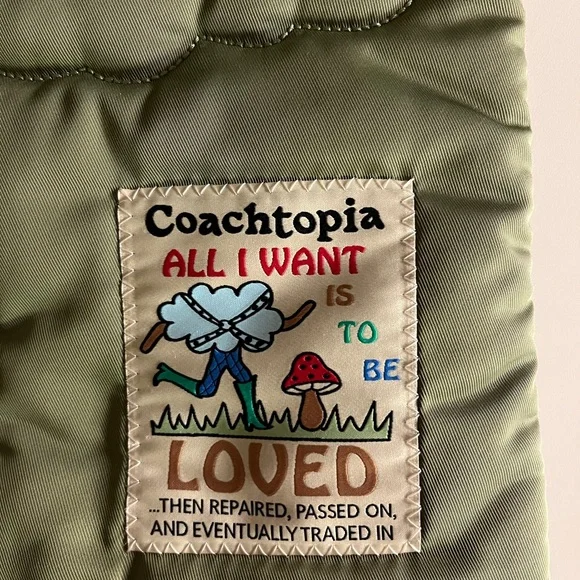 Coachtopia
ALL I WANT
IS
TO
BE
LOVED
...THEN REPAIRED, PASSED ON,
AND EVENTUALLY TRADED IN